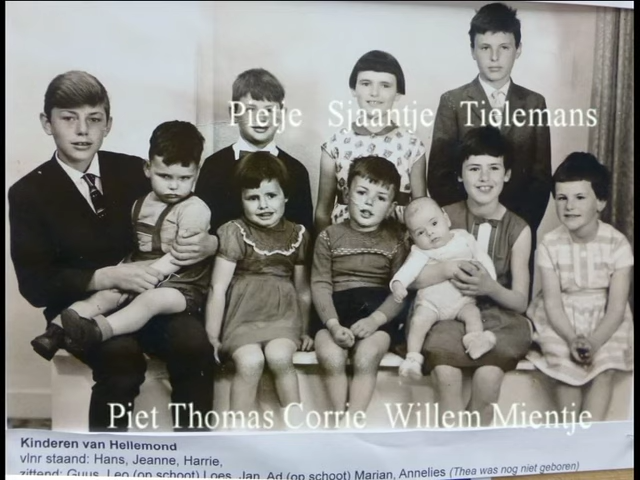 Pietje Sjaantje Tielemans
Piet Thomas Corrie Willem Mientje
Kinderen van Hellemond
vlnr staand: Hans, Jeanne, Harrie,
zittend: Guus, Leo (op schoot) Loes, Jan, Ad (op schoot) Marian, Annelies (Thea was nog niet geboren)